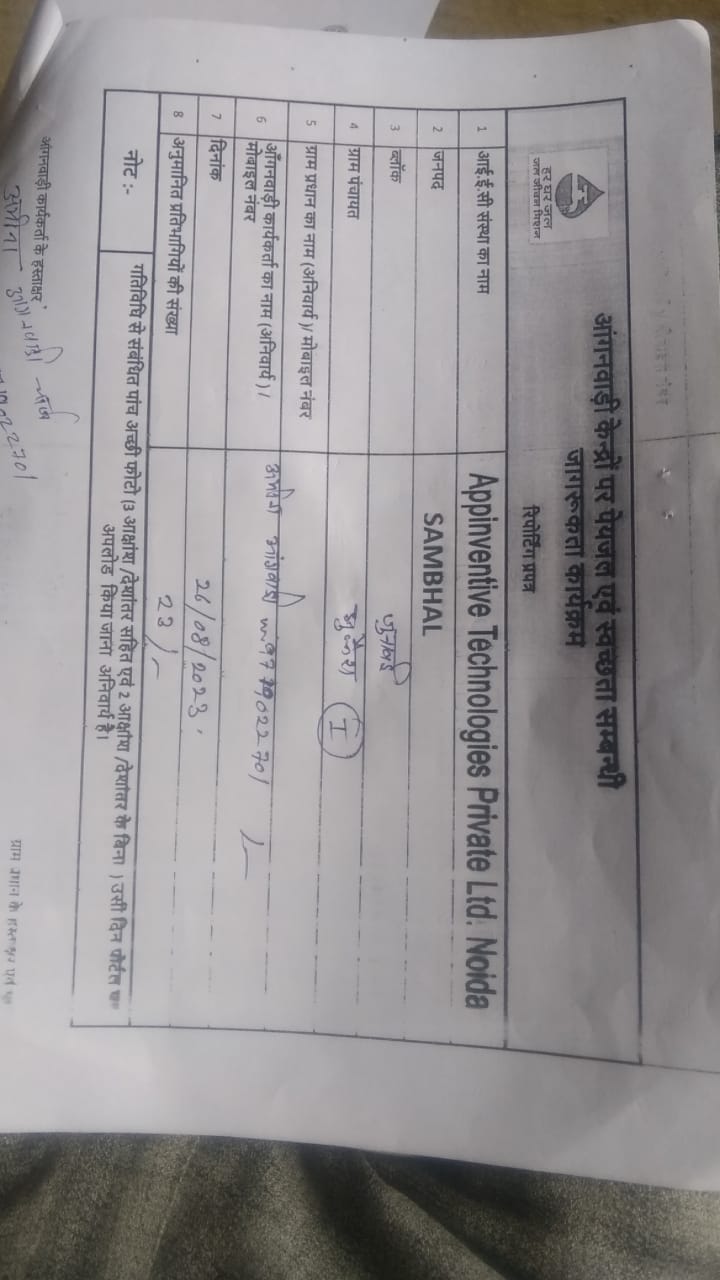 हर घर जल
जल जीवन मिशन
आंगनवाड़ी केन्द्रों पर पेयजल एवं स्वच्छता सम्बन्धी
जागरूकता कार्यक्रम
रिपोर्टिंग प्रपत्र
1 आई.ई.सी संस्था का नाम Appinventive Technologies Private Ltd. Noida
2 जनपद SAMBHAL
3 ब्लॉक जुनावई
4 ग्राम पंचायत I
5 ग्राम प्रधान का नाम (अनिवार्य )/ मोबाइल नंबर
6 आँगनवाड़ी कार्यकर्ता का नाम (अनिवार्य ) /
मोबाइल नंबर
7 दिनांक 26/08/2023
8 अनुमानित प्रतिभागियों की संख्या 23/-
नोट :- गतिविधि से संबंधित पांच अच्छी फोटो (3 आक्षांश /देशांतर सहित एवं 2 आक्षांश /देशांतर के बिना ) उसी दिन पोर्टल पर
अपलोड किया जाना अनिवार्य है।
आंगनवाड़ी कार्यकर्ता के हस्ताक्षर
ग्राम प्रधान के हस्ताक्षर एवं